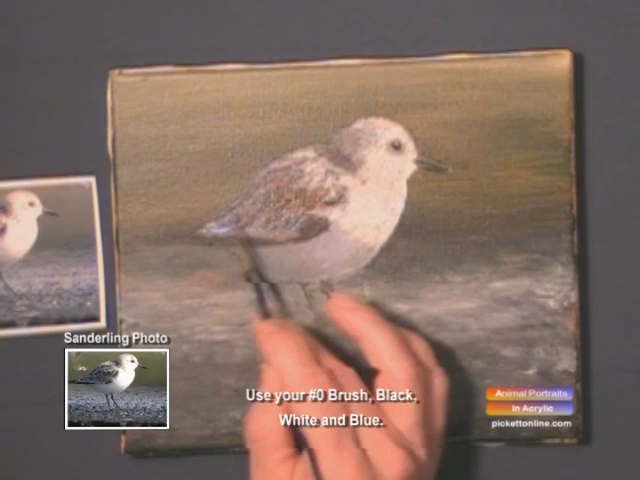 Sanderling Photo
Use your #0 Brush, Black,
White and Blue.
Animal Portraits
In Acrylic
pickettonline.com